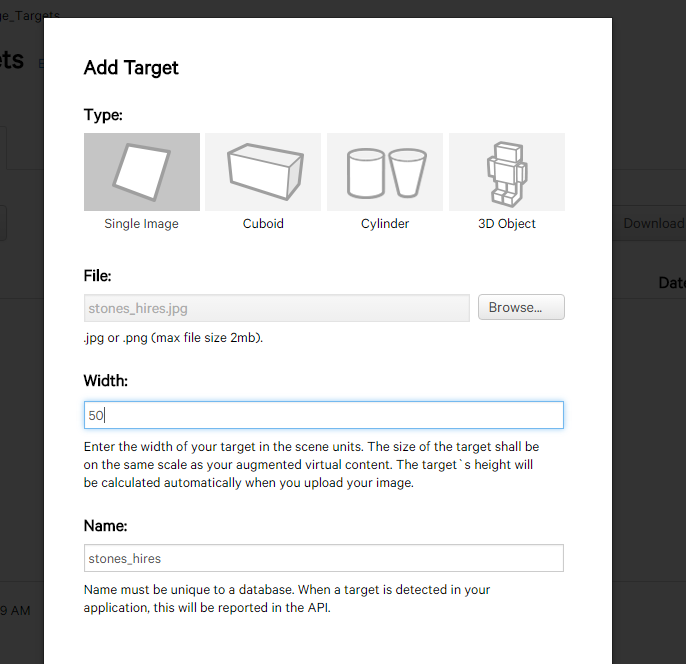 ge_Targets
ets
Add Target
Type:
Single Image
Cuboid
Cylinder
3D Object
Download
File:
Date
stones_hires.jpg
Browse...
.jpg or .png (max file size 2mb).
Width:
50
Enter the width of your target in the scene units. The size of the target shall be
on the same scale as your augmented virtual content. The target`s height will
be calculated automatically when you upload your image.
Name:
stones_hires
Name must be unique to a database. When a target is detected in your
application, this will be reported in the API.
9 AM